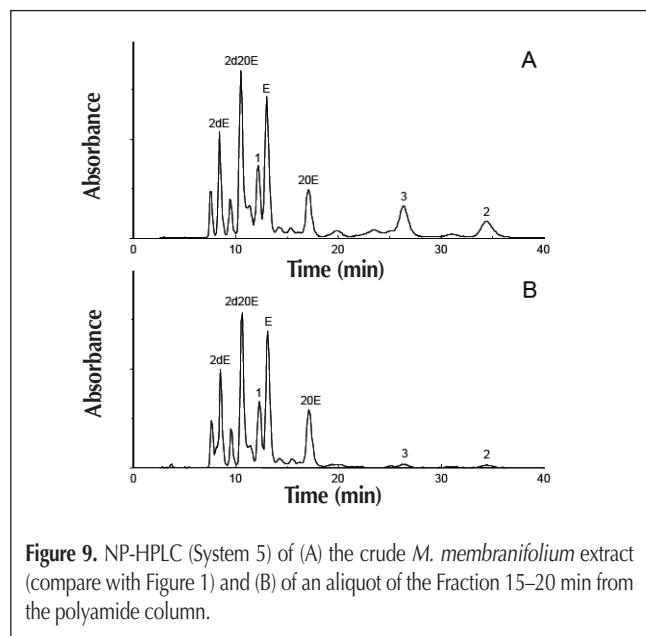 A
2d20E
E
2dE
1
20E
3
2
Absorbance
0
10
20
30
40
Time (min)
B
2d20E
E
2dE
1
20E
3
2
Absorbance
0
10
20
30
40
Time (min)
Figure 9. NP-HPLC (System 5) of (A) the crude M. membranifolium extract
(compare with Figure 1) and (B) of an aliquot of the Fraction 15–20 min from
the polyamide column.